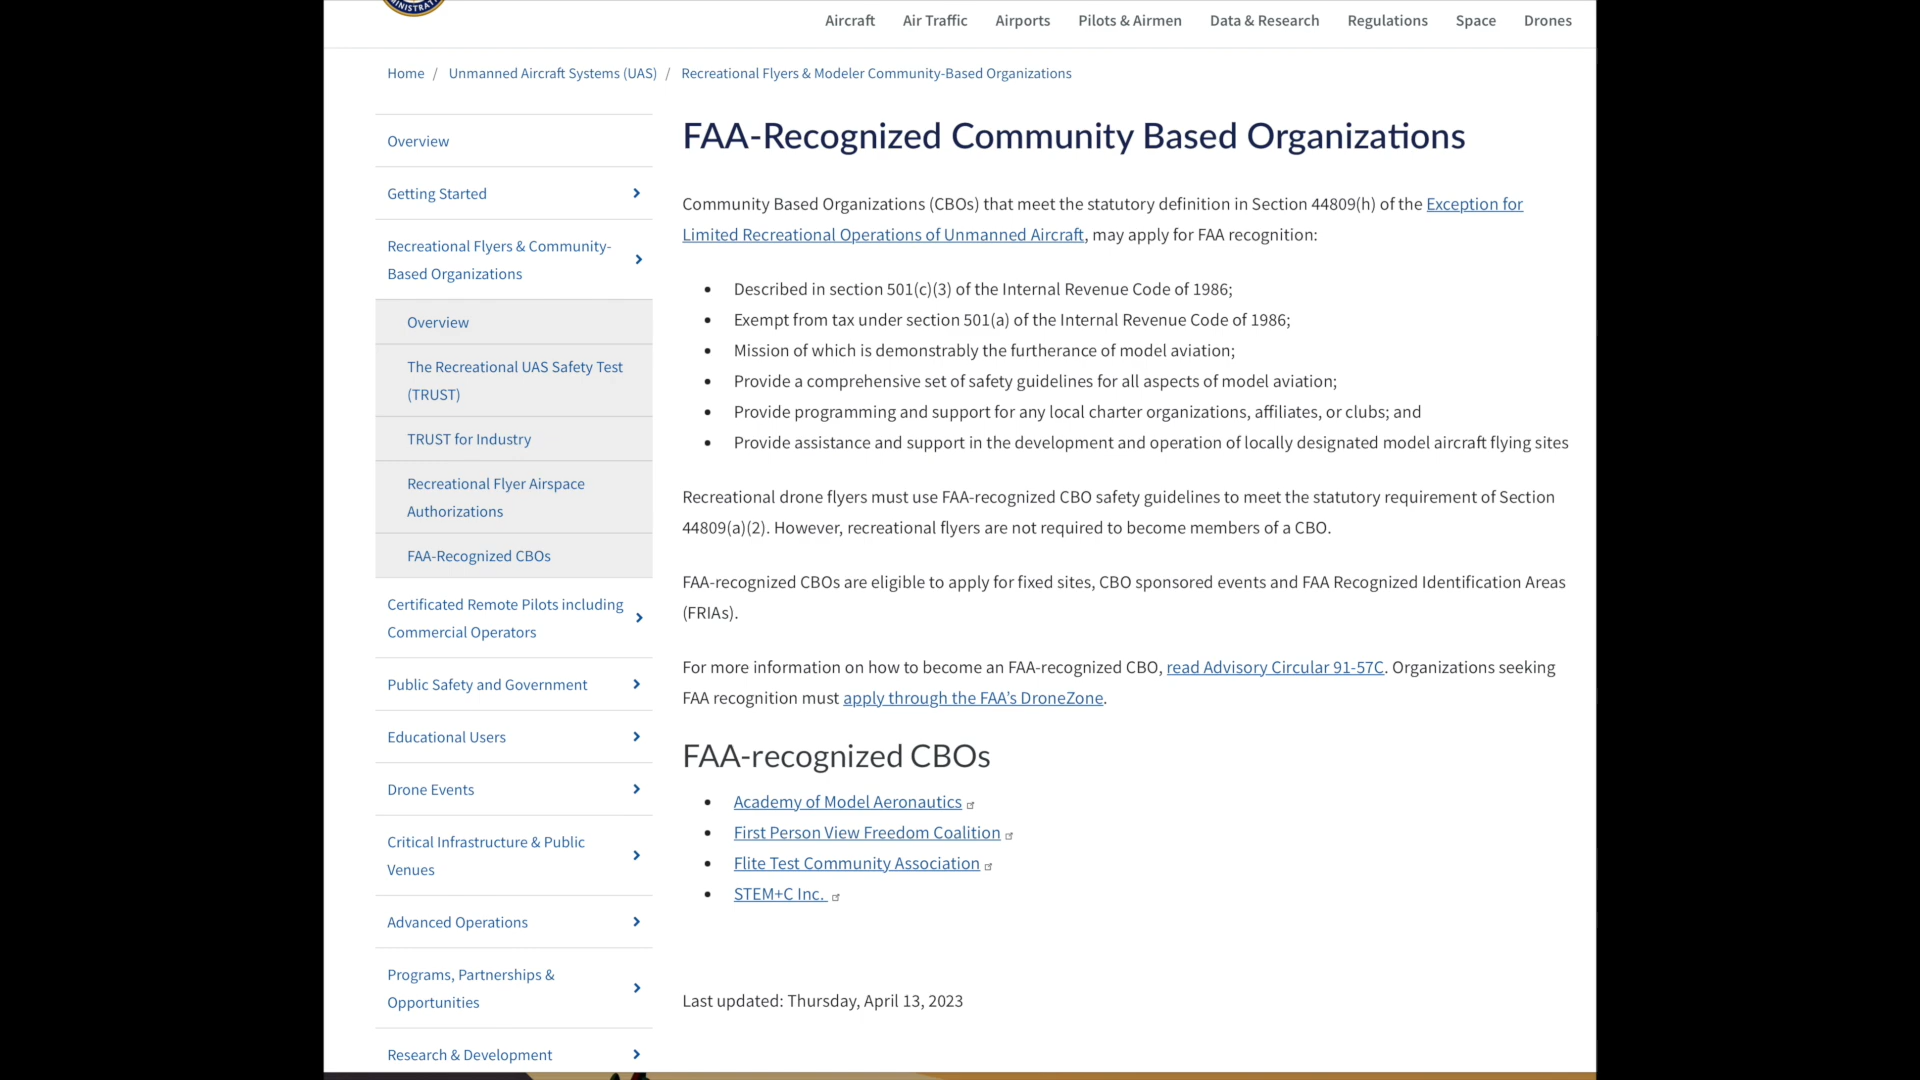 INISTRAT
Aircraft Air Traffic Airports Pilots & Airmen Data & Research Regulations Space Drones
Home / Unmanned Aircraft Systems (UAS) / Recreational Flyers & Modeler Community-Based Organizations
Overview
Getting Started
Recreational Flyers & Community-
Based Organizations
Overview
The Recreational UAS Safety Test
(TRUST)
TRUST for Industry
Recreational Flyer Airspace
Authorizations
FAA-Recognized CBOs
Certificated Remote Pilots including
Commercial Operators
Public Safety and Government
Educational Users
Drone Events
Critical Infrastructure & Public
Venues
Advanced Operations
Programs, Partnerships &
Opportunities
Research & Development
FAA-Recognized Community Based Organizations
Community Based Organizations (CBOs) that meet the statutory definition in Section 44809(h) of the Exception for
Limited Recreational Operations of Unmanned Aircraft, may apply for FAA recognition:
• Described in section 501(c)(3) of the Internal Revenue Code of 1986;
• Exempt from tax under section 501(a) of the Internal Revenue Code of 1986;
• Mission of which is demonstrably the furtherance of model aviation;
• Provide a comprehensive set of safety guidelines for all aspects of model aviation;
• Provide programming and support for any local charter organizations, affiliates, or clubs; and
• Provide assistance and support in the development and operation of locally designated model aircraft flying sites
Recreational drone flyers must use FAA-recognized CBO safety guidelines to meet the statutory requirement of Section
44809(a)(2). However, recreational flyers are not required to become members of a CBO.
FAA-recognized CBOs are eligible to apply for fixed sites, CBO sponsored events and FAA Recognized Identification Areas
(FRIAs).
For more information on how to become an FAA-recognized CBO, read Advisory Circular 91-57C. Organizations seeking
FAA recognition must apply through the FAA's DroneZone.
FAA-recognized CBOs
• Academy of Model Aeronautics
• First Person View Freedom Coalition
• Flite Test Community Association
• STEM+C Inc.
Last updated: Thursday, April 13, 2023